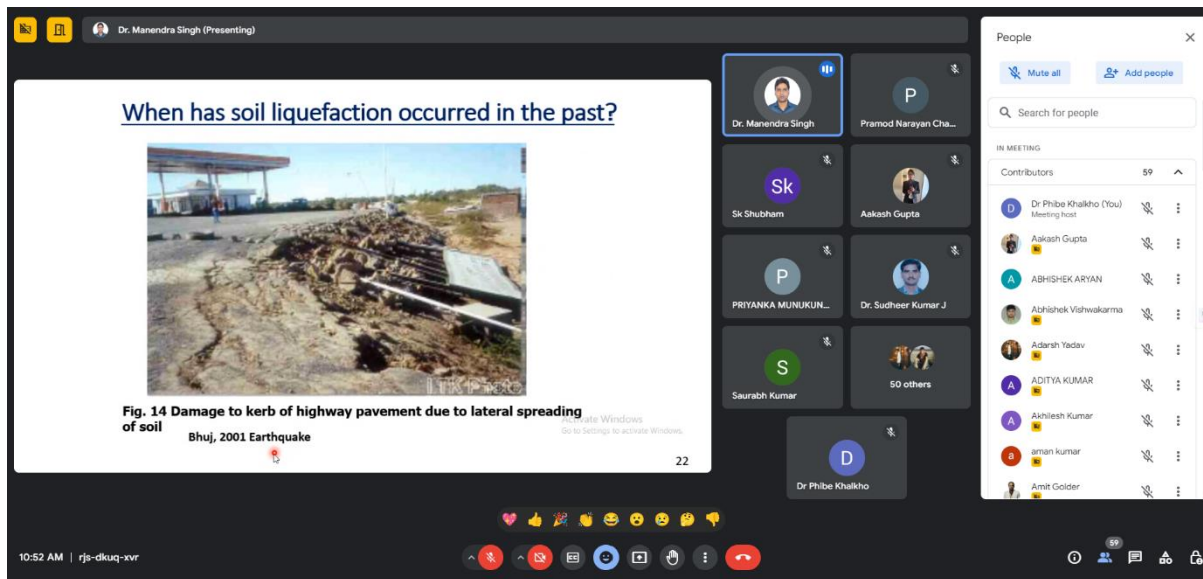 Dr. Manendra Singh (Presenting)
When has soil liquefaction occurred in the past?
Fig. 14 Damage to kerb of highway pavement due to lateral spreading
of soil
Bhuj, 2001 Earthquake
Activate Windows
Go to Settings to activate Windows.
22
Dr. Manendra Singh
P
Pramod Narayan Cha...
Sk
Sk Shubham
Aakash Gupta
P
PRIYANKA MUNUKUN...
Dr. Sudheer Kumar J
S
Saurabh Kumar
50 others
D
Dr Phibe Khalkho
People
Mute all
Add people
Search for people
IN MEETING
Contributors 59
D Dr Phibe Khalkho (You)
Meeting host
Aakash Gupta
A ABHISHEK ARYAN
Abhishek Vishwakarma
Adarsh Yadav
A ADITYA KUMAR
A Akhilesh Kumar
a aman kumar
Amit Golder
10:52 AM | rjs-dkuq-xvr
CC
59